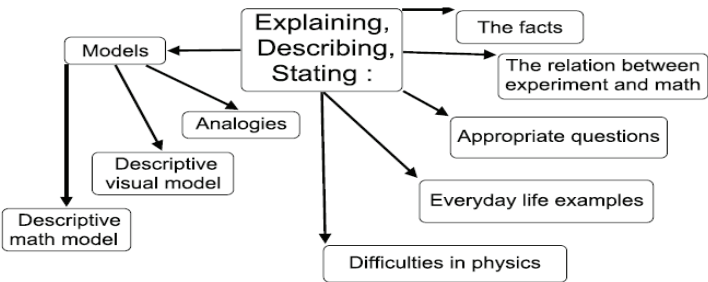 Explaining,
Describing,
Stating :
The facts
The relation between
experiment and math
Appropriate questions
Everyday life examples
Difficulties in physics
Models
Analogies
Descriptive
visual model
Descriptive
math model